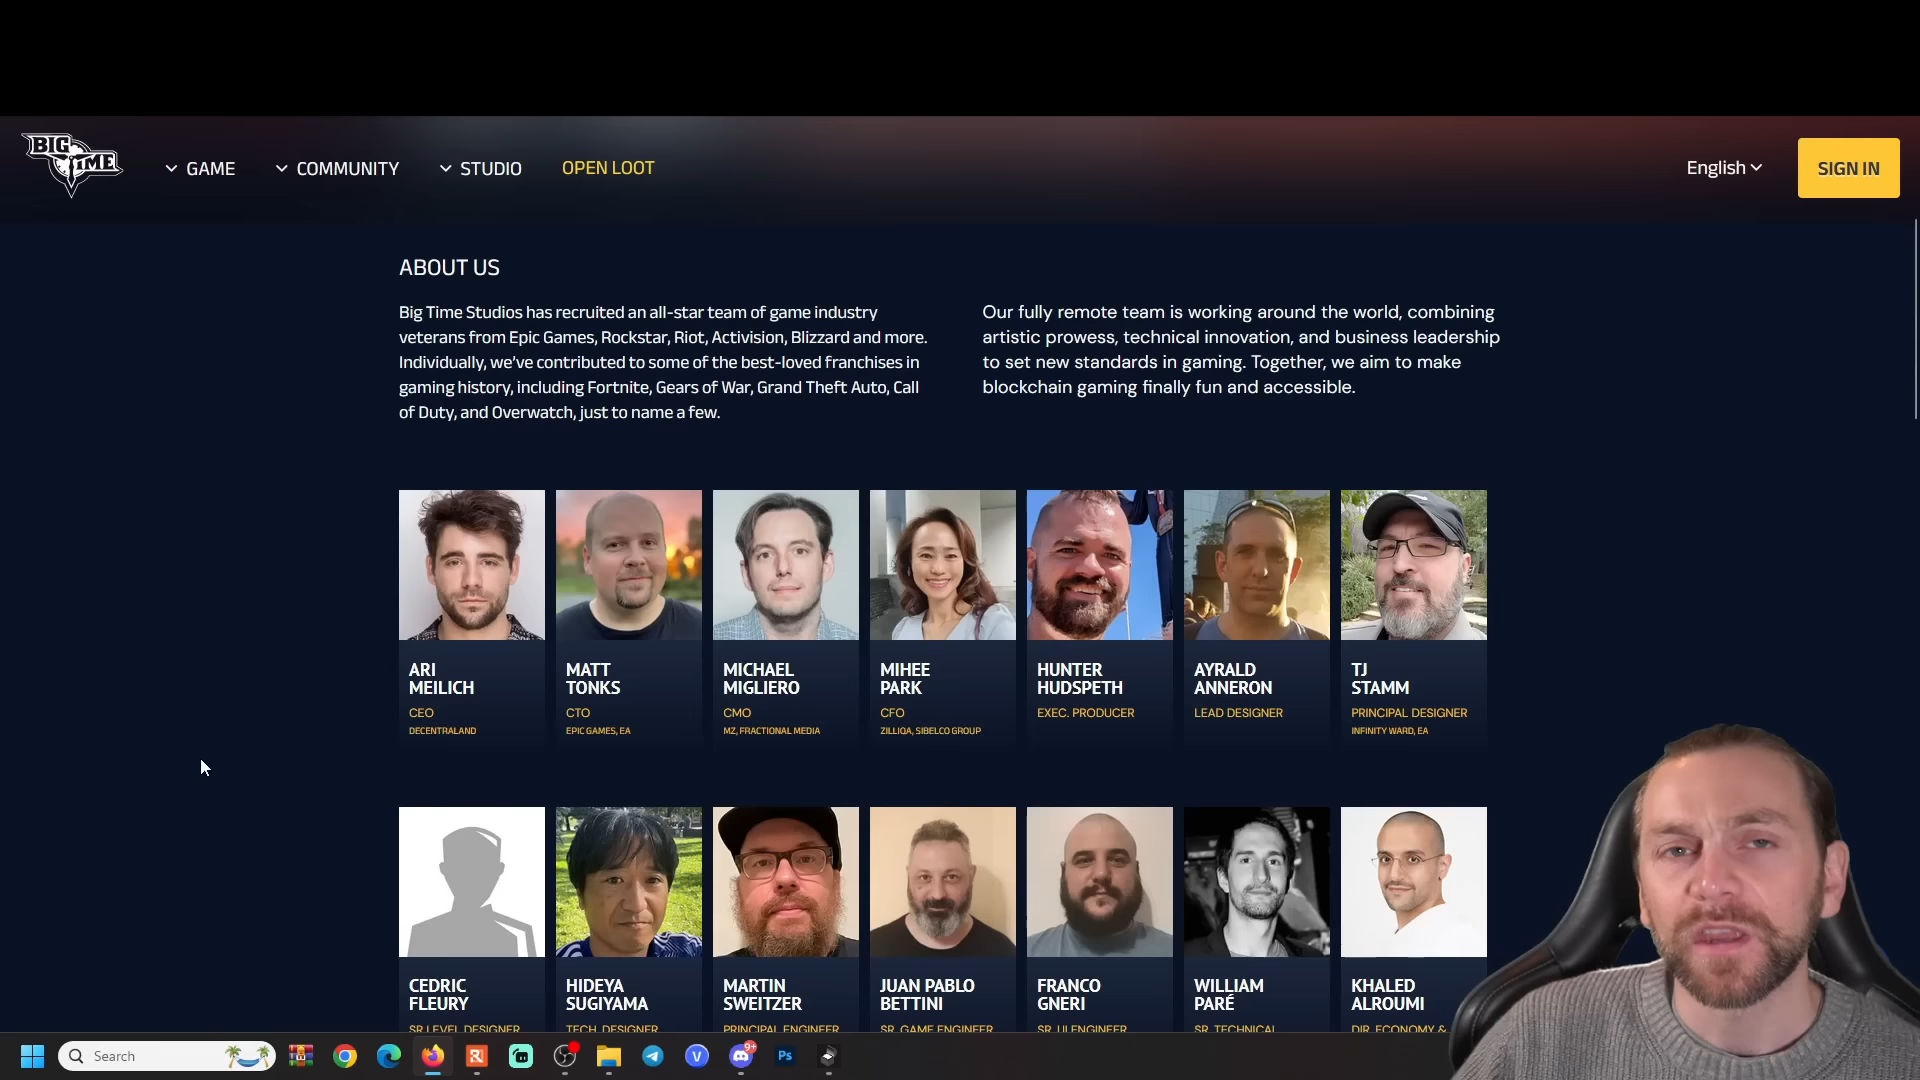 BIG TIME
GAME
COMMUNITY
STUDIO
OPEN LOOT
English
SIGN IN
ABOUT US
Big Time Studios has recruited an all-star team of game industry
veterans from Epic Games, Rockstar, Riot, Activision, Blizzard and more.
Individually, we've contributed to some of the best-loved franchises in
gaming history, including Fortnite, Gears of War, Grand Theft Auto, Call
of Duty, and Overwatch, just to name a few.
Our fully remote team is working around the world, combining
artistic prowess, technical innovation, and business leadership
to set new standards in gaming. Together, we aim to make
blockchain gaming finally fun and accessible.
ARI
MEILICH
CEO
DECENTRALAND
MATT
TONKS
CTO
EPIC GAMES, EA
MICHAEL
MIGLIERO
CMO
MZ, FRACTIONAL MEDIA
MIHEE
PARK
CFO
ZILLIQA, SIBELCO GROUP
HUNTER
HUDSPETH
EXEC. PRODUCER
AYRALD
ANNERON
LEAD DESIGNER
TJ
STAMM
PRINCIPAL DESIGNER
INFINITY WARD, EA
CEDRIC
FLEURY
SR LEVEL DESIGNER
HIDEYA
SUGIYAMA
TECH. DESIGNER
MARTIN
SWEITZER
PRINCIPAL ENGINEER
JUAN PABLO
BETTINI
SR. GAME ENGINEER
FRANCO
GNERI
SR. UI ENGINEER
WILLIAM
PARÉ
SR. TECHNICAL
KHALED
ALROUMI
DIR. ECONOMY &
Search
9+
Ps